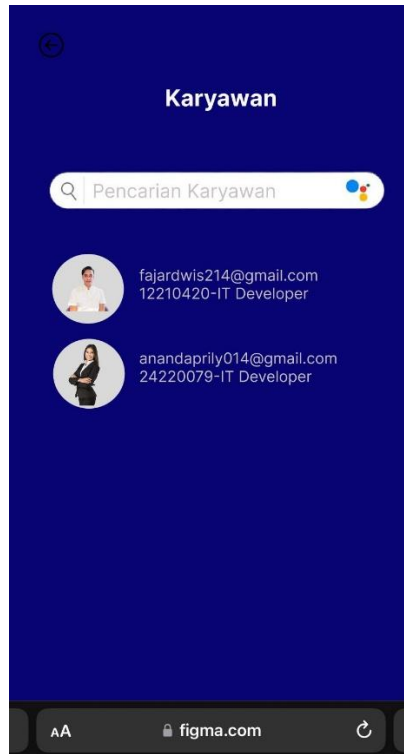 Karyawan
Pencarian Karyawan
fajardwis214@gmail.com
12210420-IT Developer
anandaprily014@gmail.com
24220079-IT Developer
AA figma.com